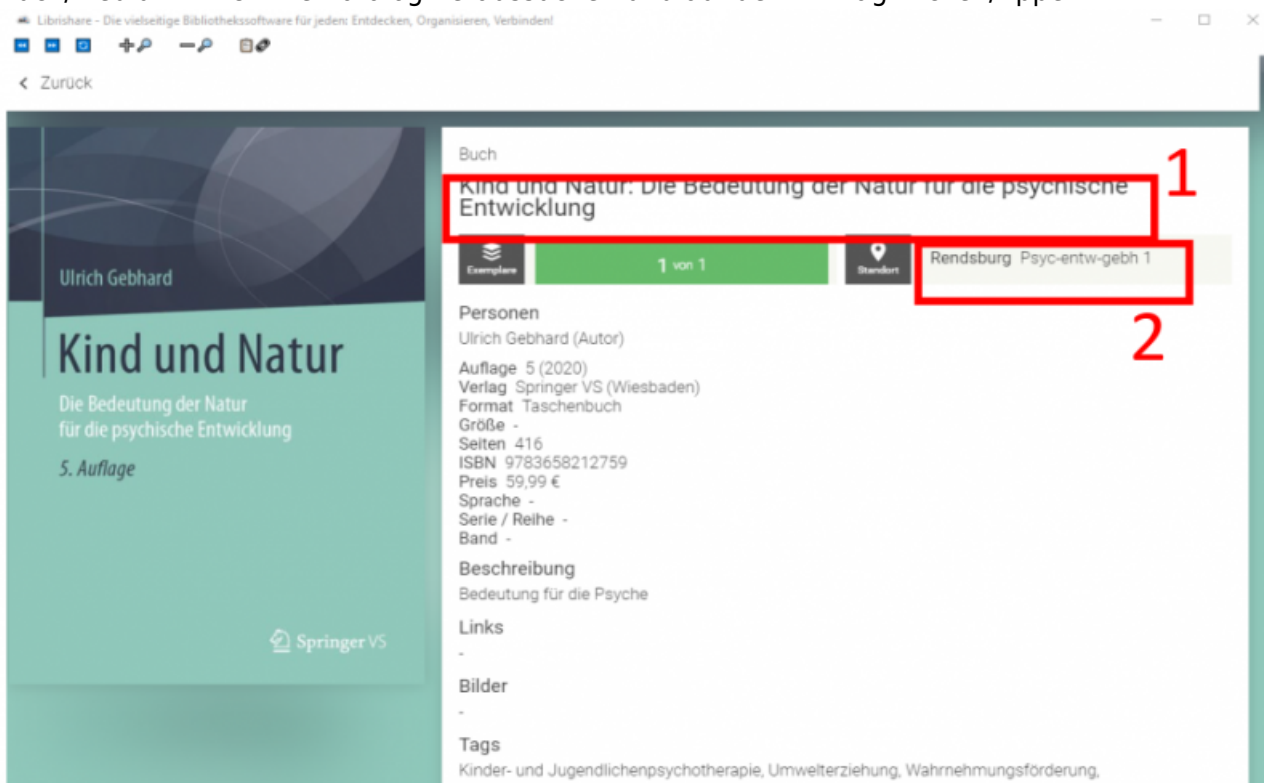 Librishare - Die vielseitige Bibliothekssoftware für jeden: Entdecken, Organisieren, Verbinden!
Zurück
Ulrich Gebhard
Kind und Natur
Die Bedeutung der Natur
für die psychische Entwicklung
5. Auflage
Springer VS
Buch
Kind und Natur: Die Bedeutung der Natur für die psychische
Entwicklung
1
Exemplare
1 von 1
Standort
Rendsburg Psyc-entw-gebh 1
2
Personen
Ulrich Gebhard (Autor)
Auflage 5 (2020)
Verlag Springer VS (Wiesbaden)
Format Taschenbuch
Größe -
Seiten 416
ISBN 9783658212759
Preis 59,99 €
Sprache -
Serie / Reihe -
Band -
Beschreibung
Bedeutung für die Psyche
Links
-
Bilder
-
Tags
Kinder- und Jugendlichenpsychotherapie, Umwelterziehung, Wahrnehmungsförderung,